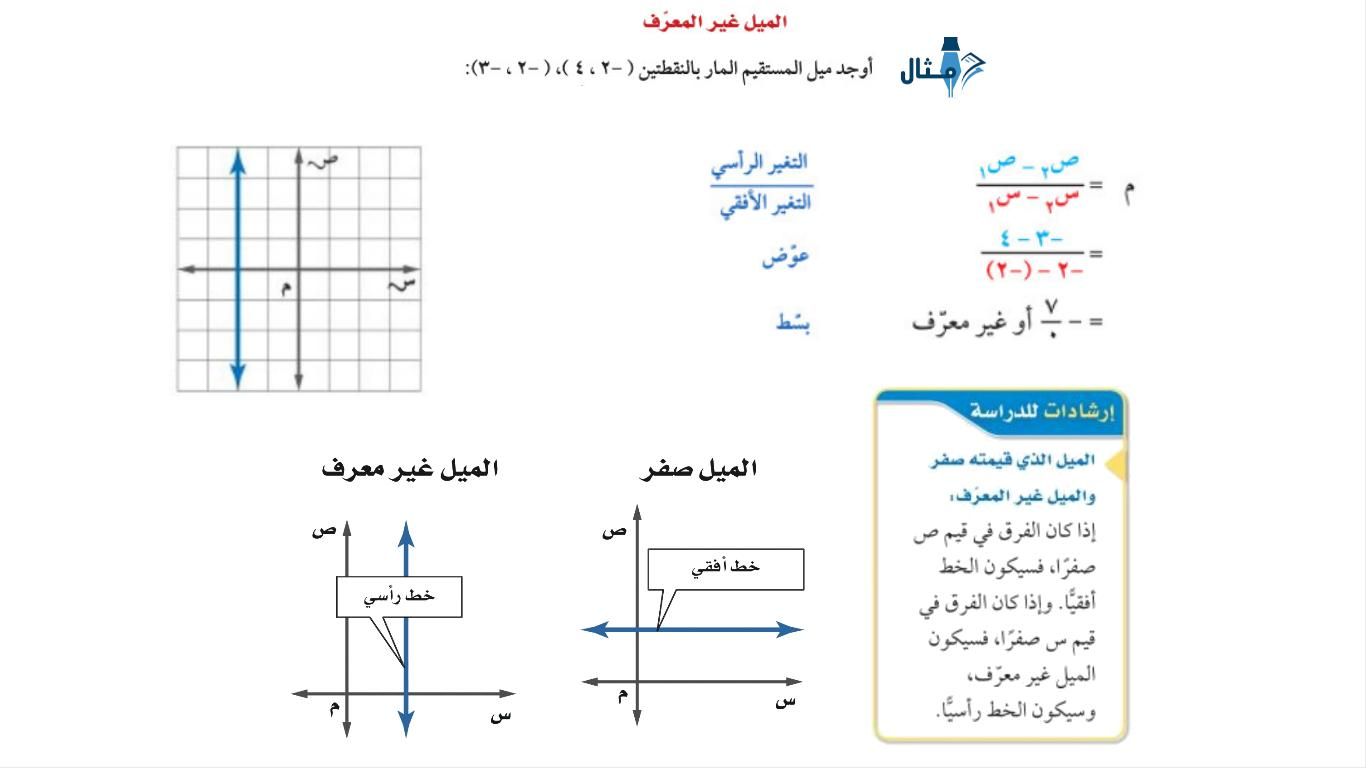 الميل غير المعرّف
مثال
أوجد ميل المستقيم المار بالنقطتين ( -٢ ، ٤ )، ( -٢ ، -٣):
م = ص٢ - ص١ / س٢ - س١
التغير الرأسي
التغير الأفقي
= -٣ - ٤ / -٢ - (-٢)
عوّض
= - ٧/٠ أو غير معرّف
بسّط
ص
س
م
إرشادات للدراسة
الميل الذي قيمته صفر
والميل غير المعرّف:
إذا كان الفرق في قيم ص
صفرًا، فسيكون الخط
أفقيًّا. وإذا كان الفرق في
قيم س صفرًا، فسيكون
الميل غير معرّف،
وسيكون الخط رأسيًّا.
الميل صفر
ص
خط أفقي
م
س
الميل غير معرف
ص
خط رأسي
م
س